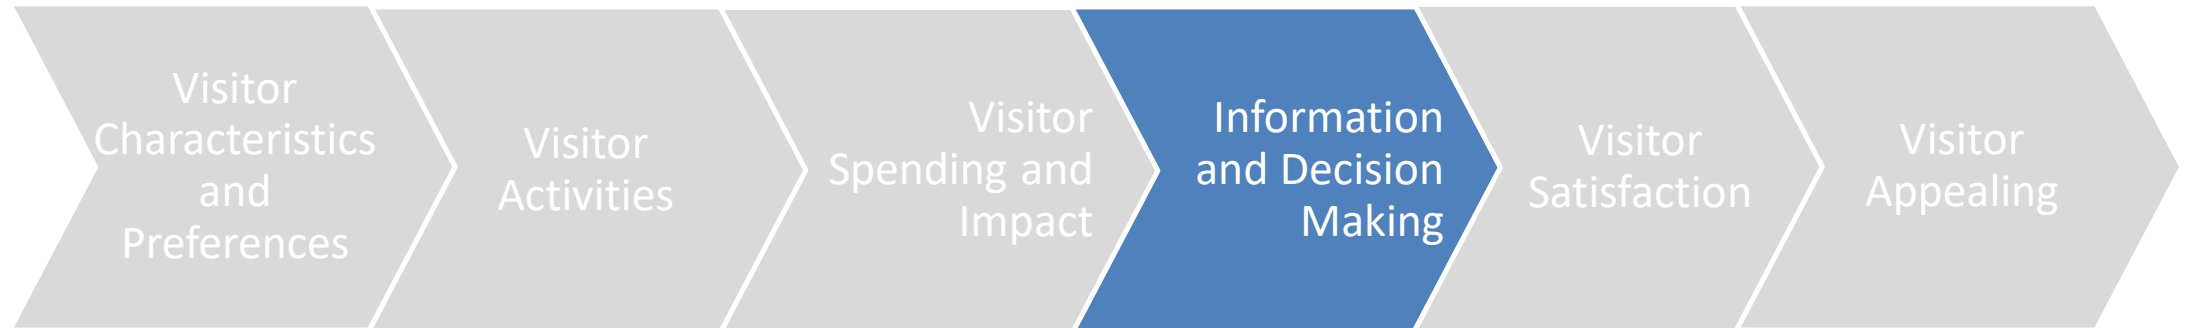 Visitor
Characteristics
and
Preferences
Visitor
Activities
Visitor
Spending and
Impact
Information
and Decision
Making
Visitor
Satisfaction
Visitor
Appealing